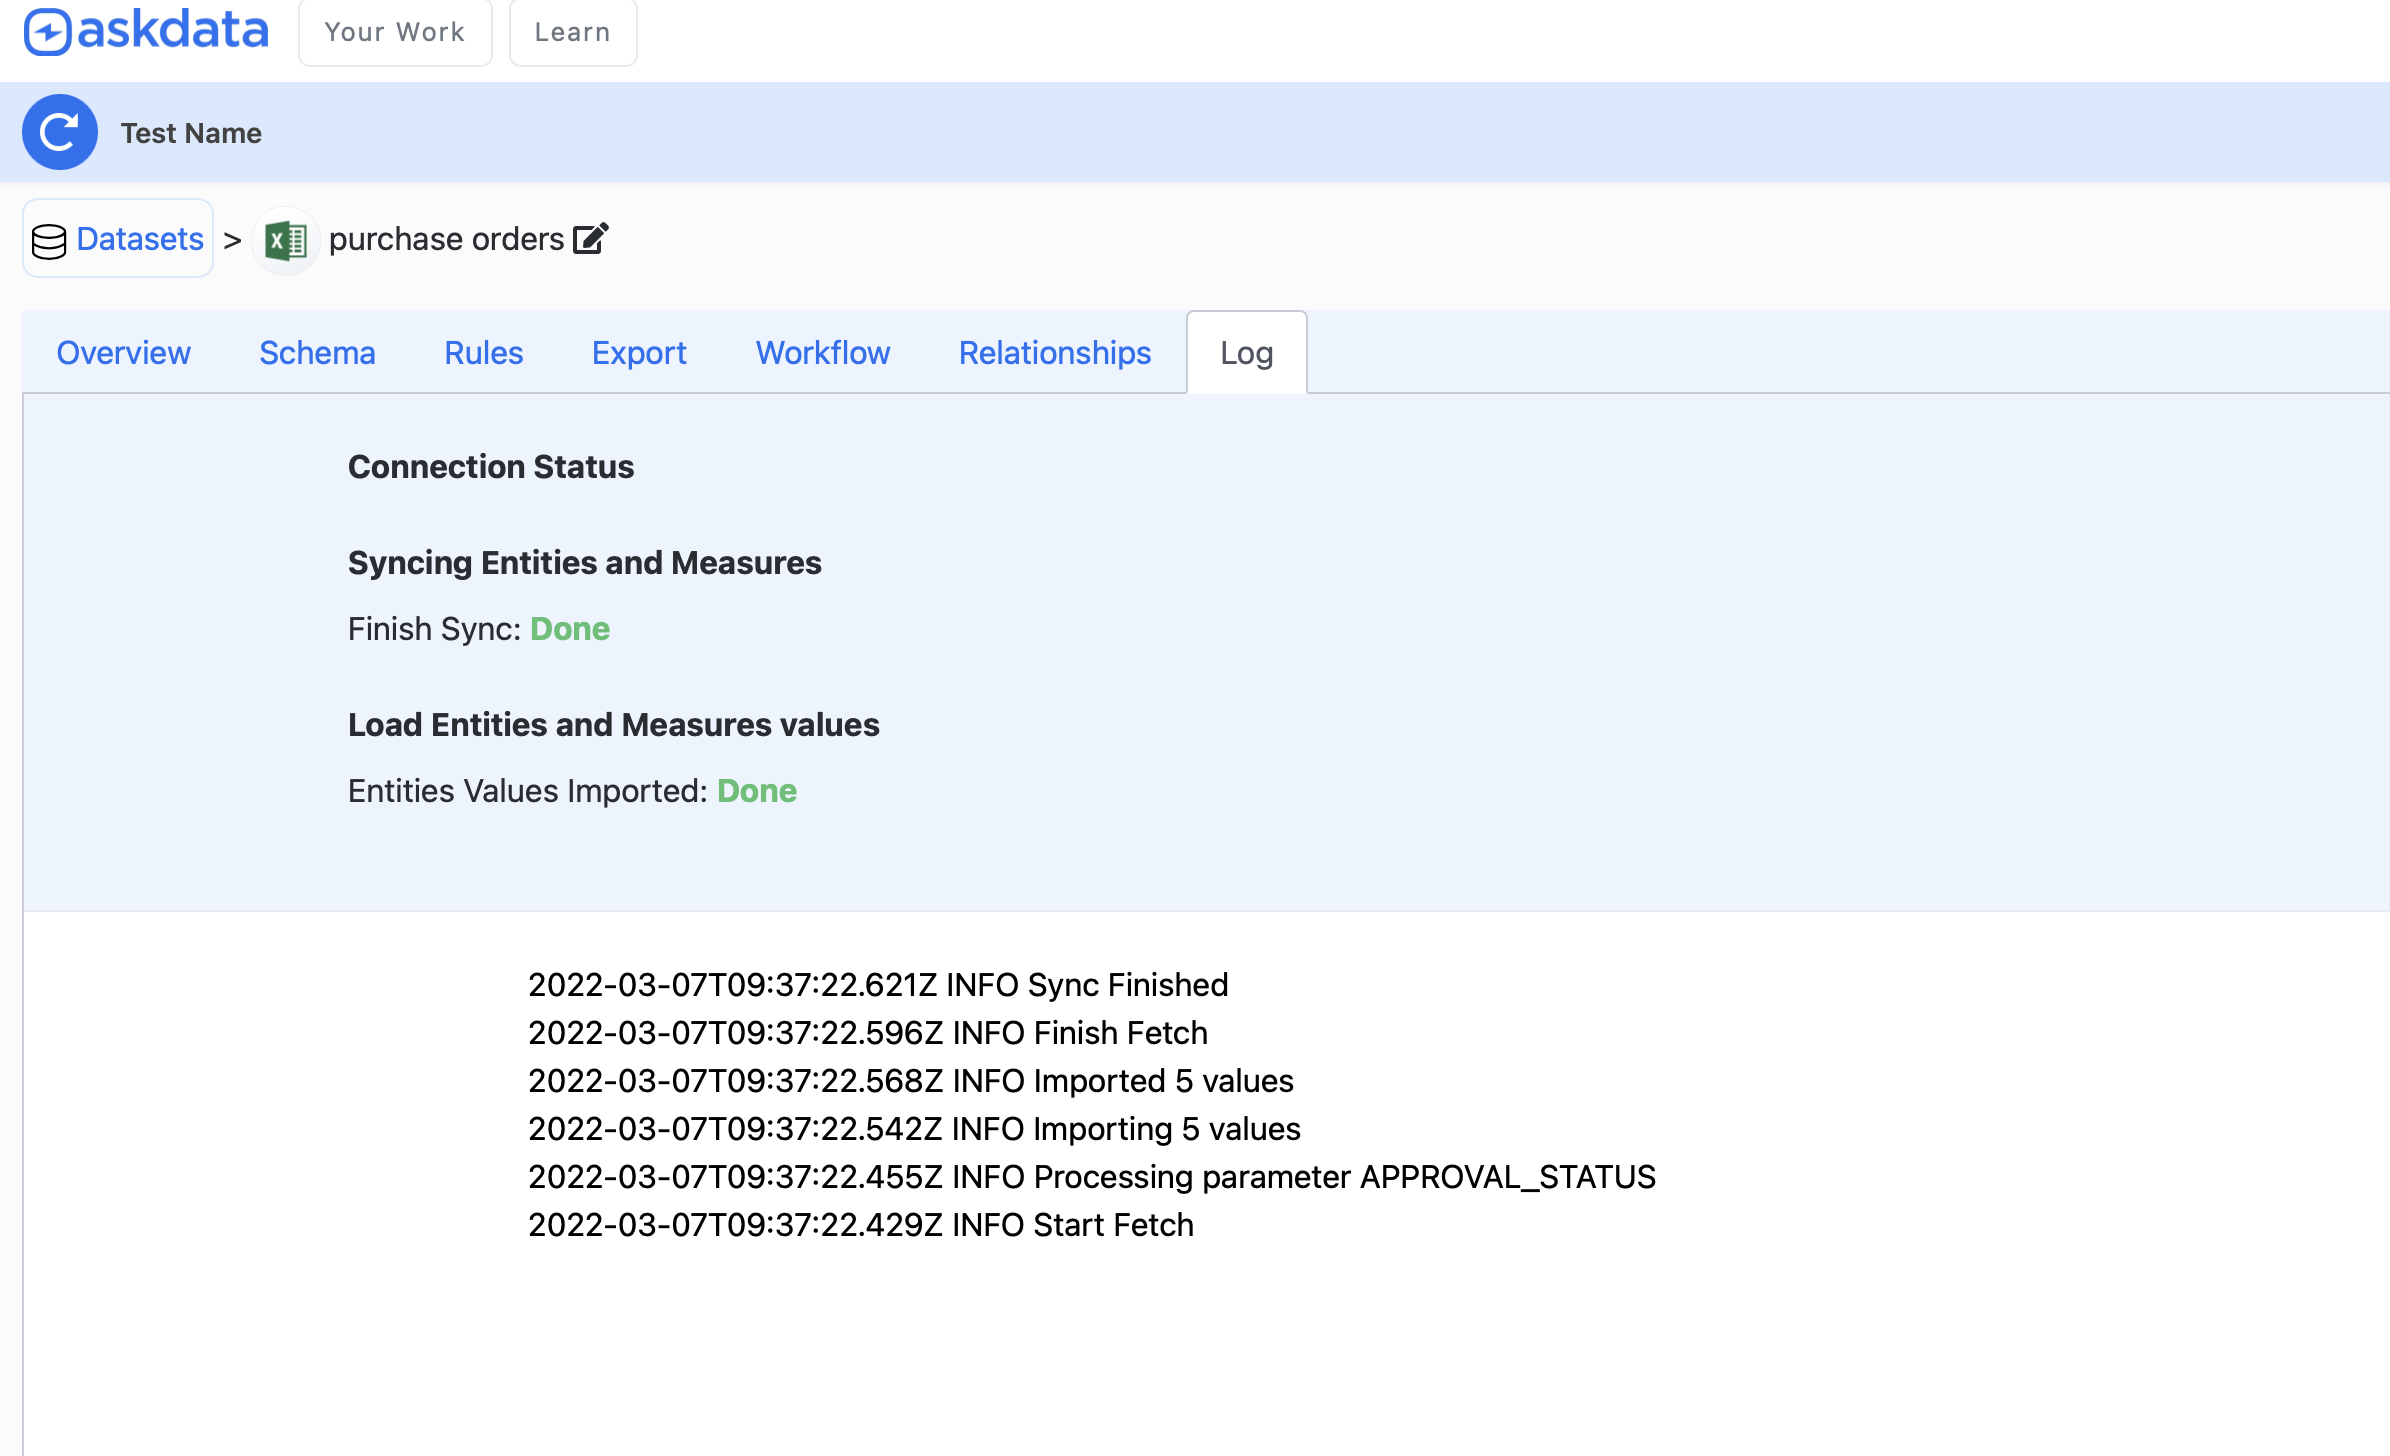 askdata Your Work Learn
Test Name
Datasets > purchase orders
Overview Schema Rules Export Workflow Relationships Log
Connection Status
Syncing Entities and Measures
Finish Sync: Done
Load Entities and Measures values
Entities Values Imported: Done
2022-03-07T09:37:22.621Z INFO Sync Finished
2022-03-07T09:37:22.596Z INFO Finish Fetch
2022-03-07T09:37:22.568Z INFO Imported 5 values
2022-03-07T09:37:22.542Z INFO Importing 5 values
2022-03-07T09:37:22.455Z INFO Processing parameter APPROVAL_STATUS
2022-03-07T09:37:22.429Z INFO Start Fetch